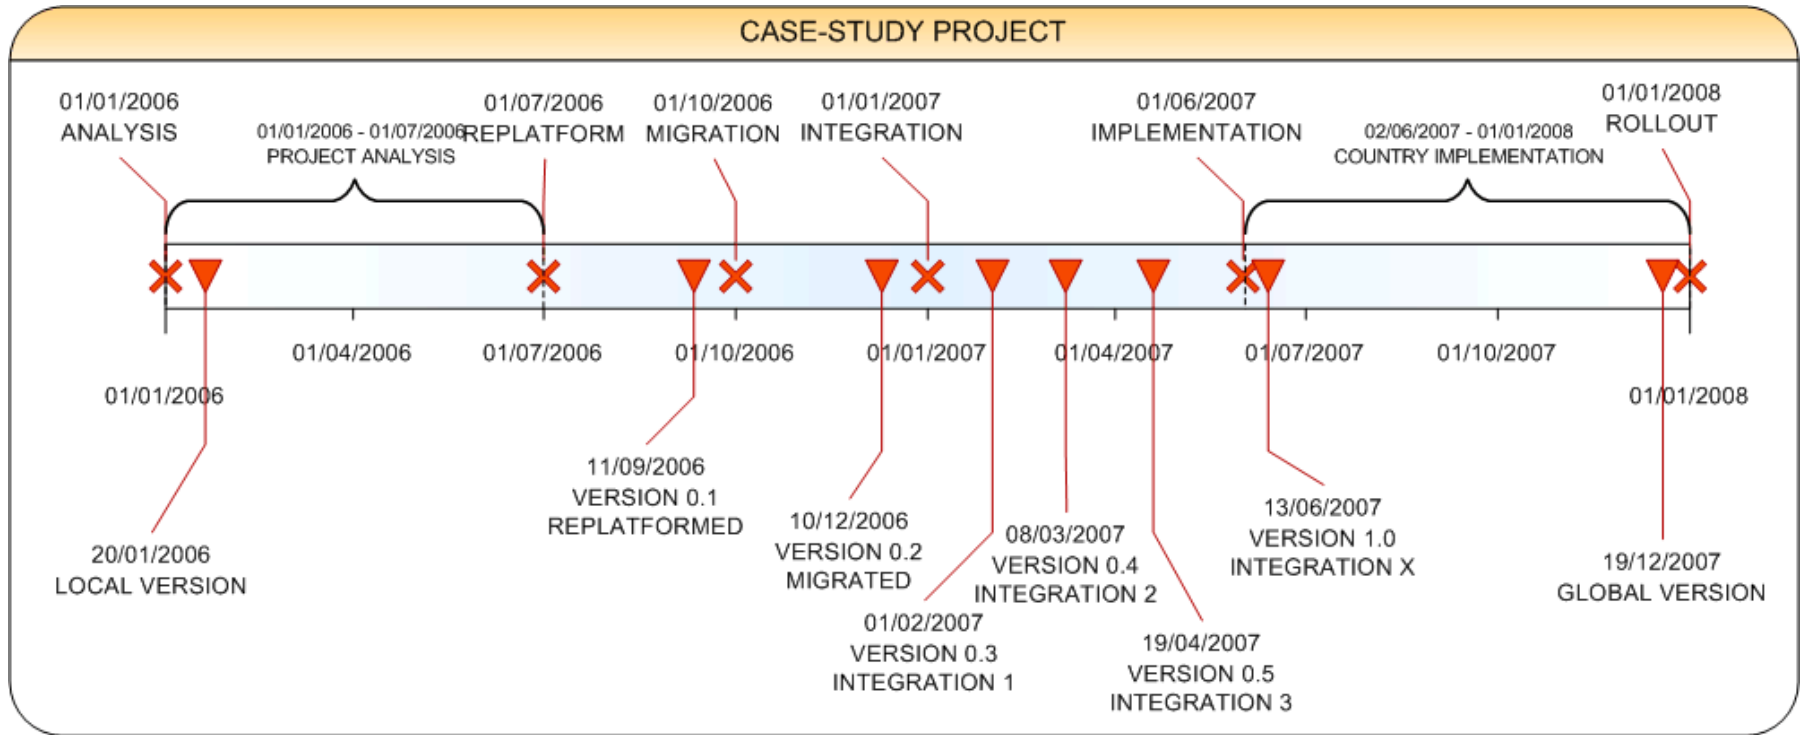 CASE-STUDY PROJECT
01/01/2006
ANALYSIS
01/01/2006 - 01/07/2006
PROJECT ANALYSIS
01/07/2006
REPLATFORM
01/10/2006
MIGRATION
01/01/2007
INTEGRATION
01/06/2007
IMPLEMENTATION
02/06/2007 - 01/01/2008
COUNTRY IMPLEMENTATION
01/01/2008
ROLLOUT
01/01/2006
01/04/2006
01/07/2006
01/10/2006
01/01/2007
01/04/2007
01/07/2007
01/10/2007
01/01/2008
20/01/2006
LOCAL VERSION
11/09/2006
VERSION 0.1
REPLATFORMED
10/12/2006
VERSION 0.2
MIGRATED
01/02/2007
VERSION 0.3
INTEGRATION 1
08/03/2007
VERSION 0.4
INTEGRATION 2
19/04/2007
VERSION 0.5
INTEGRATION 3
13/06/2007
VERSION 1.0
INTEGRATION X
19/12/2007
GLOBAL VERSION